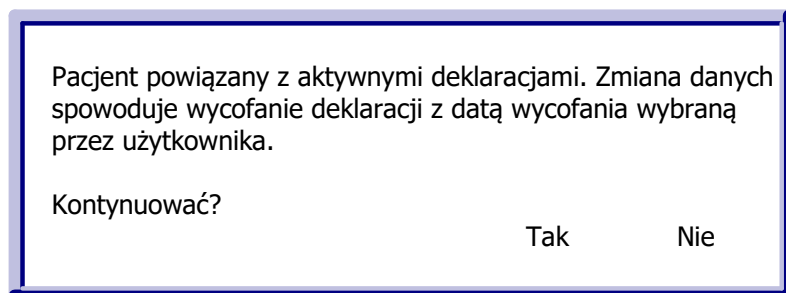 Pacjent powiązany z aktywnymi deklaracjami. Zmiana danych
spowoduje wycofanie deklaracji z datą wycofania wybraną
przez użytkownika.
Kontynuować?
Tak Nie